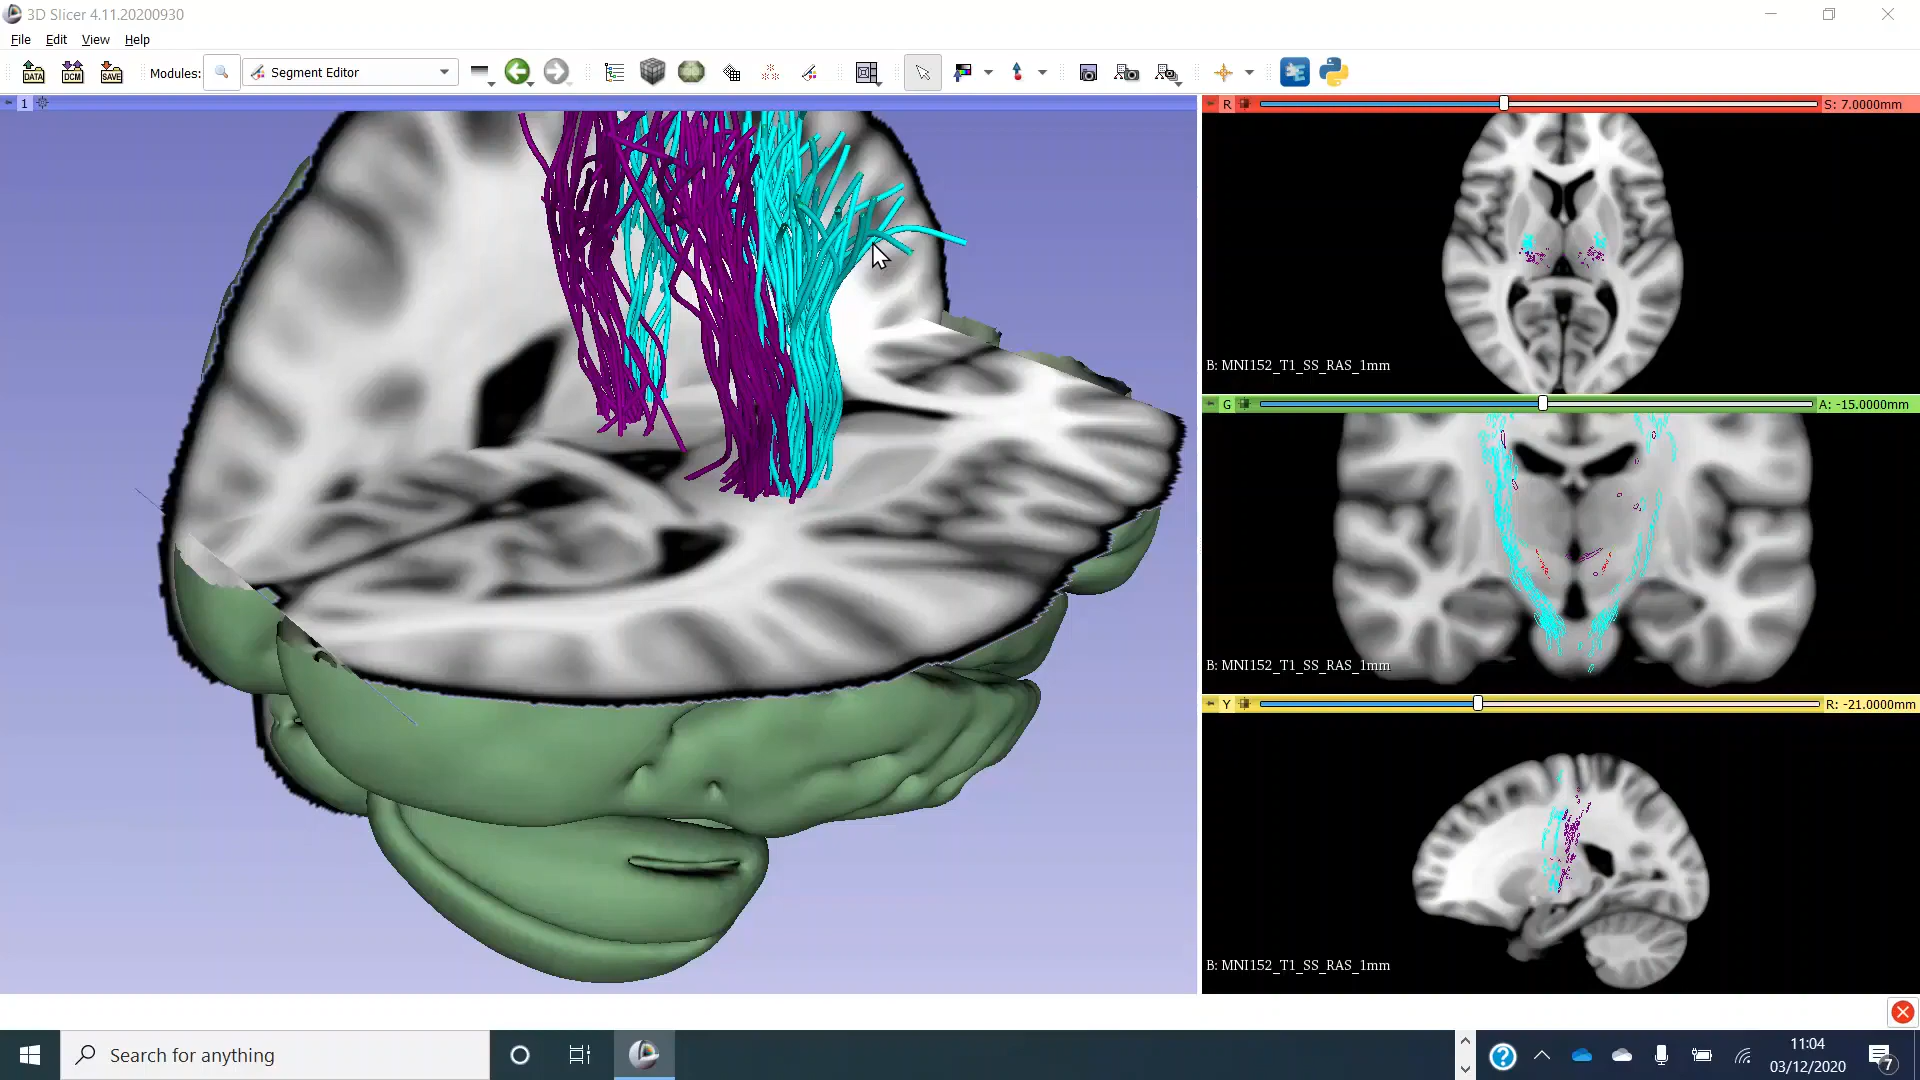 3D Slicer 4.11.20200930
File Edit View Help
DATA DCM SAVE Modules: Segment Editor
1
R S: 7.0000mm
B: MNI152_T1_SS_RAS_1mm
G A: -15.0000mm
B: MNI152_T1_SS_RAS_1mm
Y R: -21.0000mm
B: MNI152_T1_SS_RAS_1mm
Search for anything
11:04
03/12/2020
7